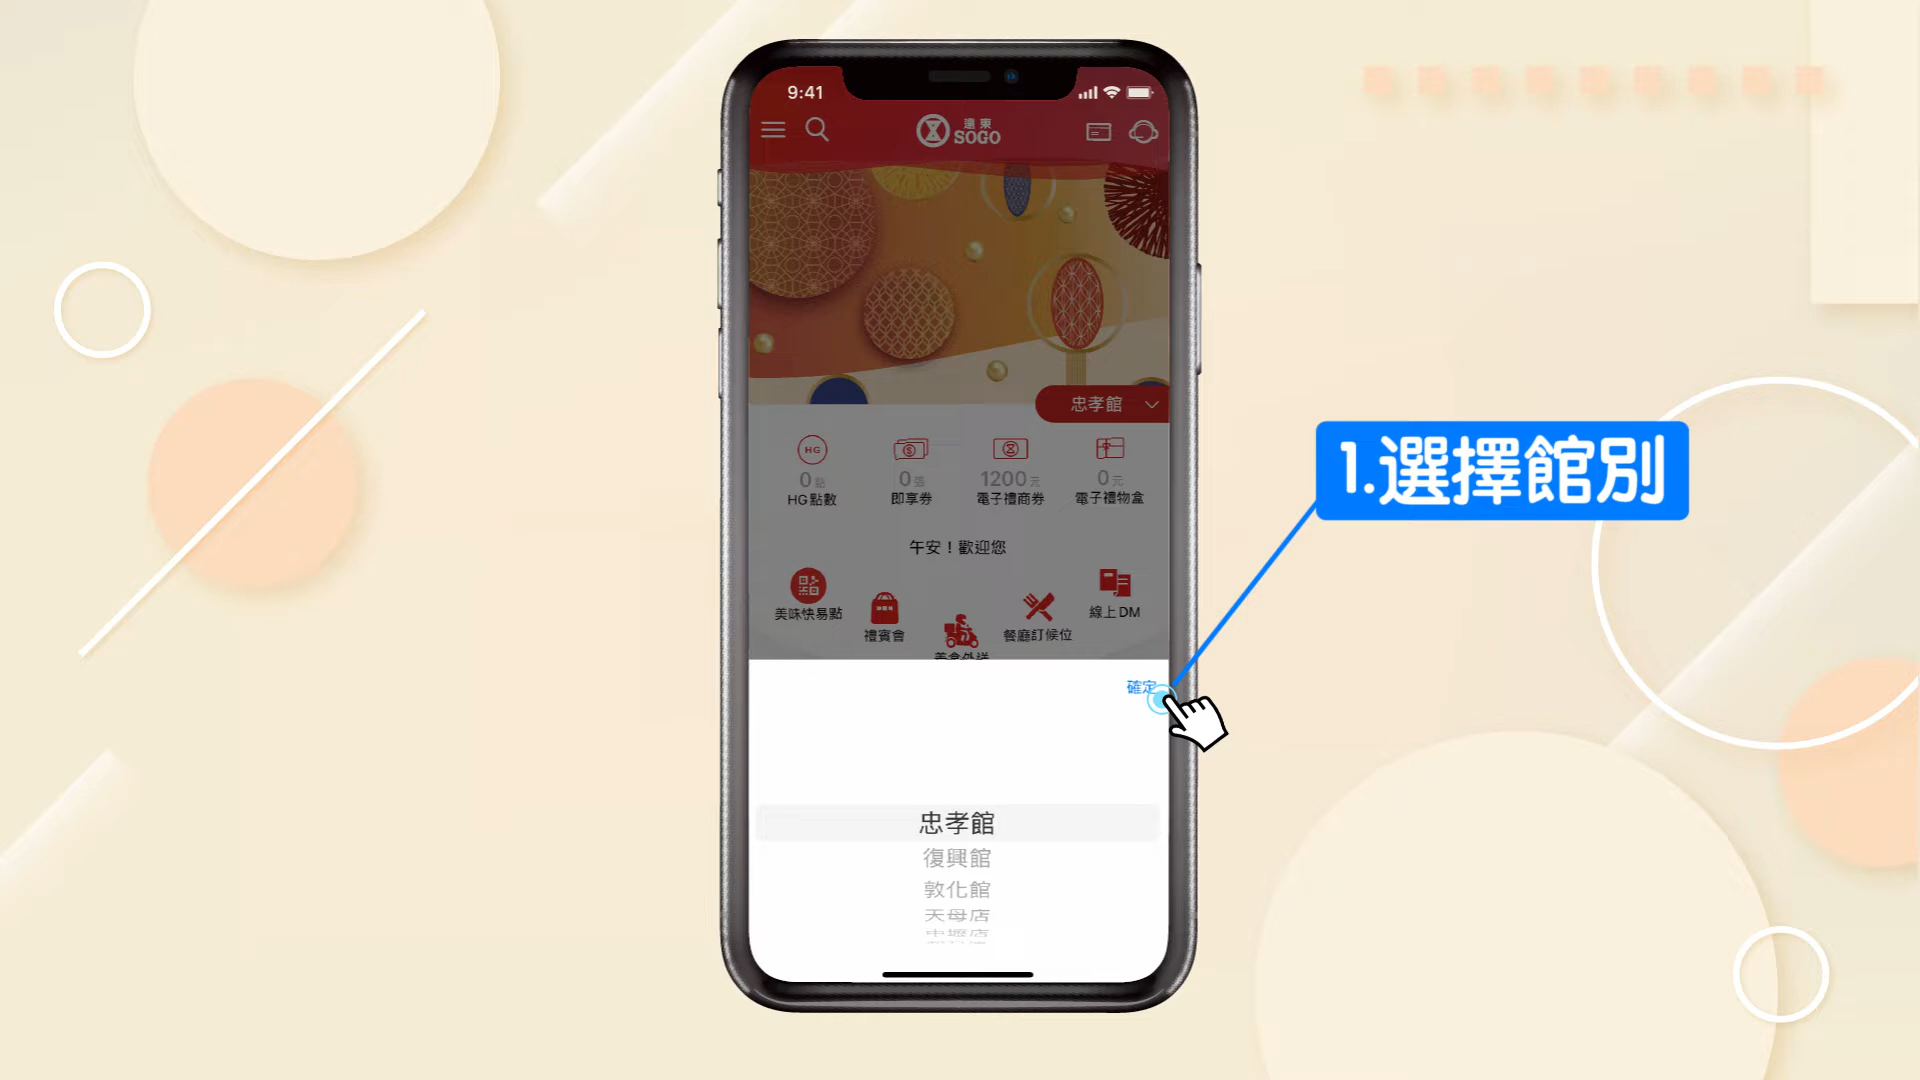 9:41
遠東
SOGO
忠孝館
HG
0點
0張
1200元
0元
HG點數
即享券
電子禮商券
電子禮物盒
午安！歡迎您
美味快易點
禮賓會
美食外送
餐廳訂候位
線上DM
1.選擇館別
確定
忠孝館
復興館
敦化館
天母店